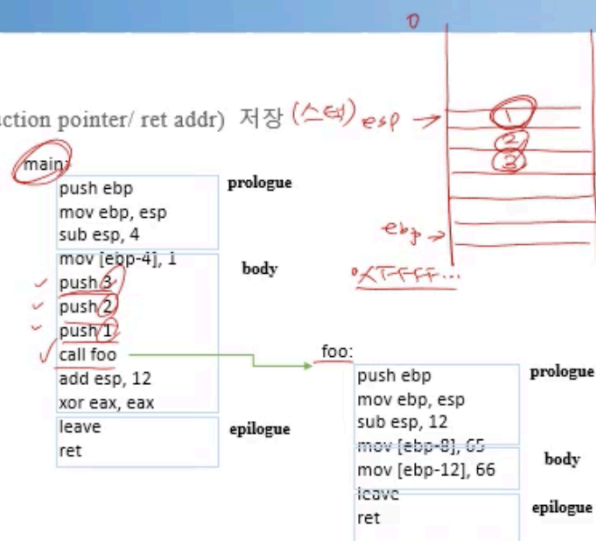 0
ction pointer/ ret addr) 저장 (스택) esp →
①
②
③
ebp →
0x7FFF...
main:
push ebp
mov ebp, esp
sub esp, 4
prologue
mov [ebp-4], 1
push 3
push 2
push 1
call foo
add esp, 12
xor eax, eax
body
leave
ret
epilogue
foo:
push ebp
mov ebp, esp
sub esp, 12
prologue
mov [ebp-8], 65
mov [ebp-12], 66
body
leave
ret
epilogue